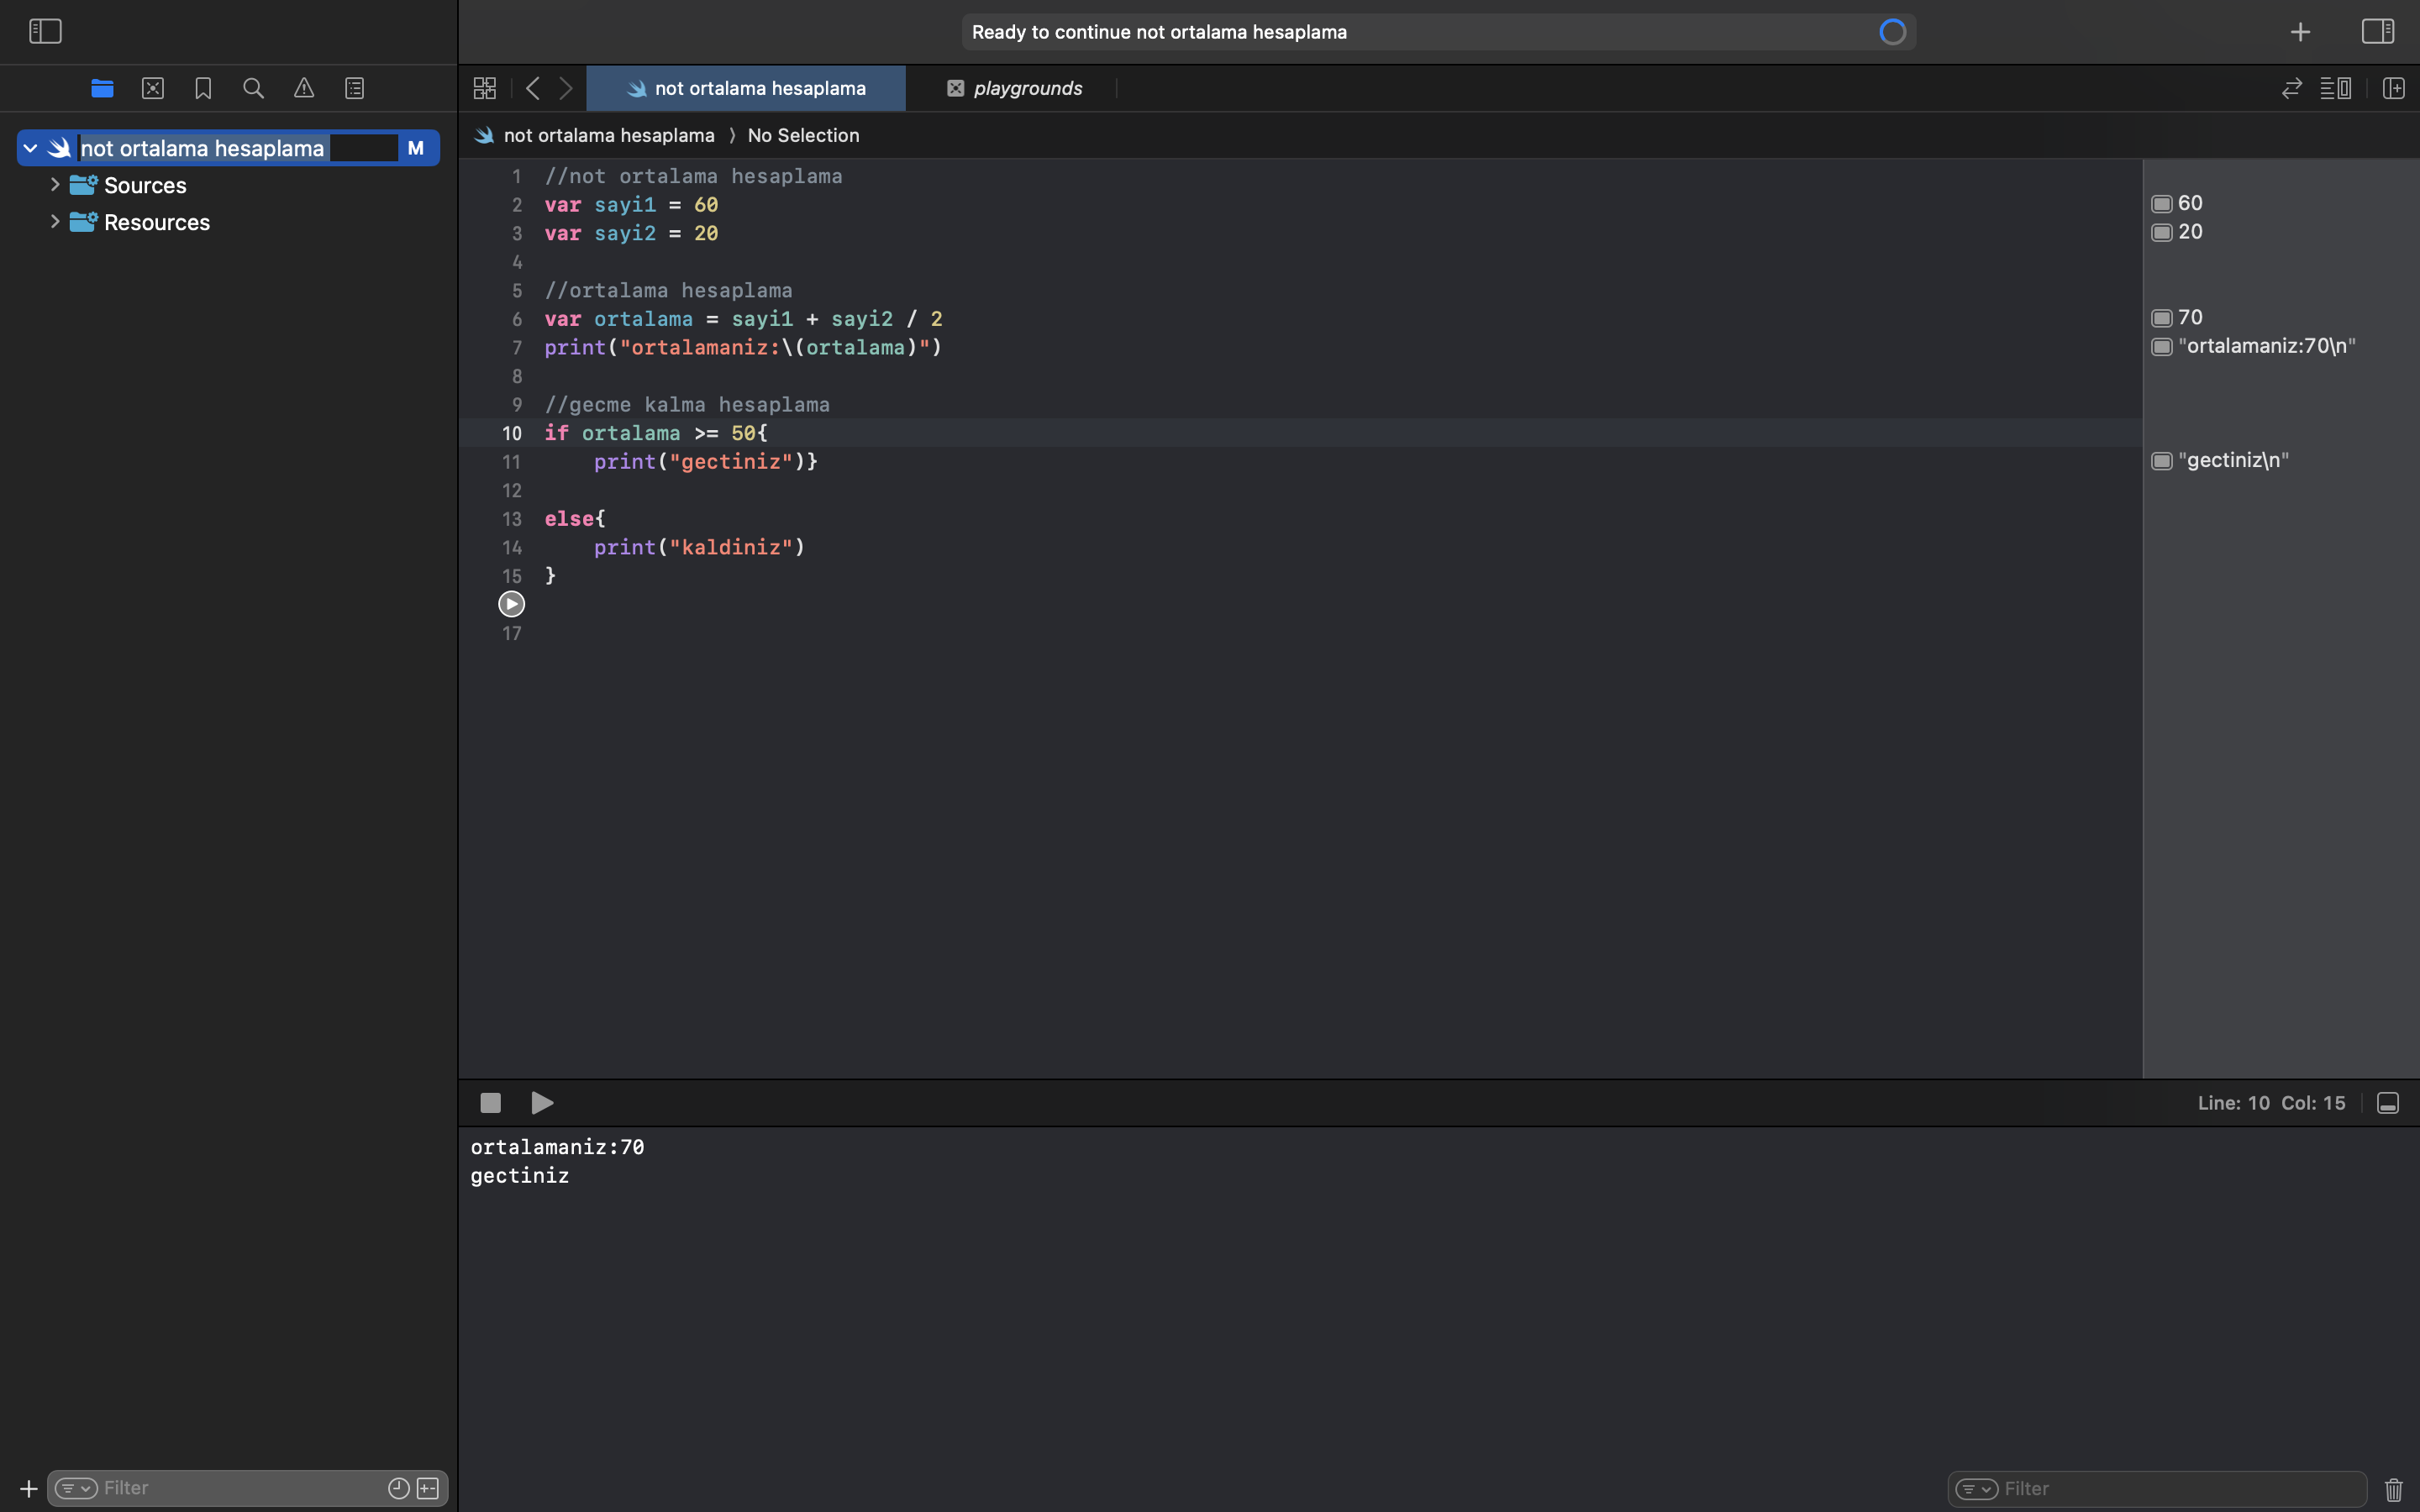 Ready to continue not ortalama hesaplama
not ortalama hesaplama
playgrounds
not ortalama hesaplama M
Sources
Resources
not ortalama hesaplama 〉 No Selection
1 //not ortalama hesaplama
2 var sayi1 = 60
3 var sayi2 = 20
4
5 //ortalama hesaplama
6 var ortalama = sayi1 + sayi2 / 2
7 print("ortalamaniz:\(ortalama)")
8
9 //gecme kalma hesaplama
10 if ortalama >= 50{
11 print("gectiniz")}
12
13 else{
14 print("kaldiniz")
15 }
17
60
20
70
"ortalamaniz:70\n"
"gectiniz\n"
Line: 10 Col: 15
ortalamaniz:70
gectiniz
Filter
Filter